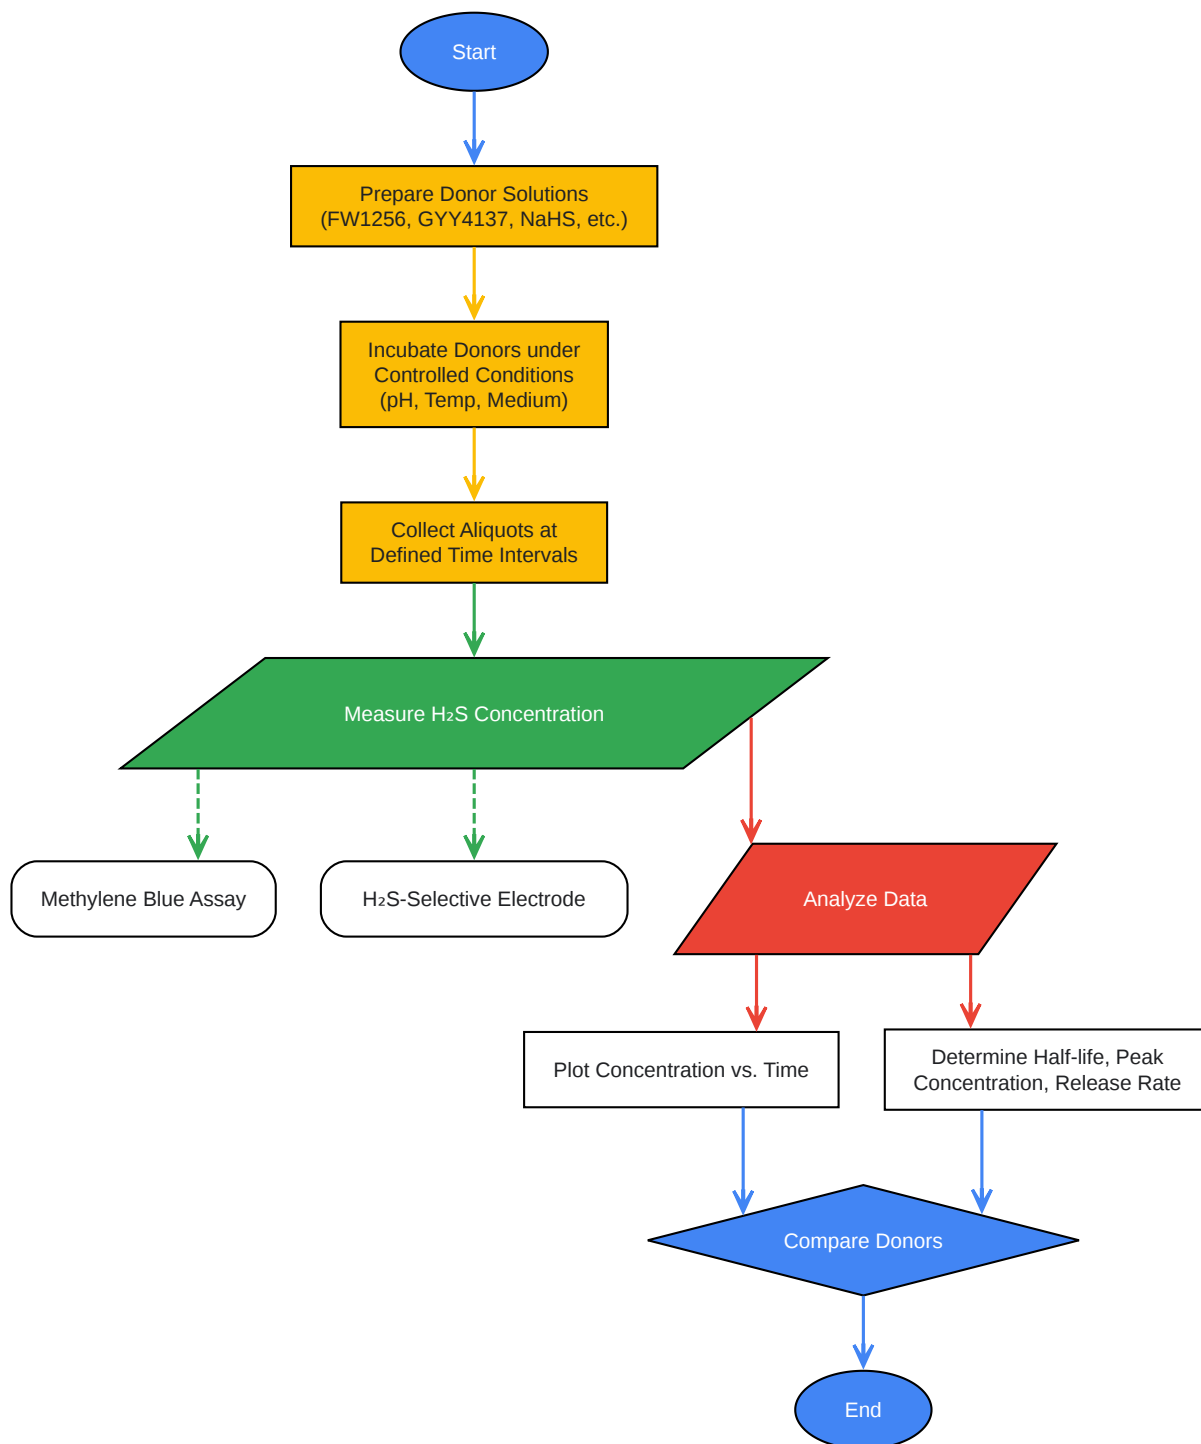 Start
Prepare Donor Solutions
(FW1256, GYY4137, NaHS, etc.)
Incubate Donors under
Controlled Conditions
(pH, Temp, Medium)
Collect Aliquots at
Defined Time Intervals
Measure H₂S Concentration
Methylene Blue Assay
H₂S-Selective Electrode
Analyze Data
Plot Concentration vs. Time
Determine Half-life, Peak
Concentration, Release Rate
Compare Donors
End